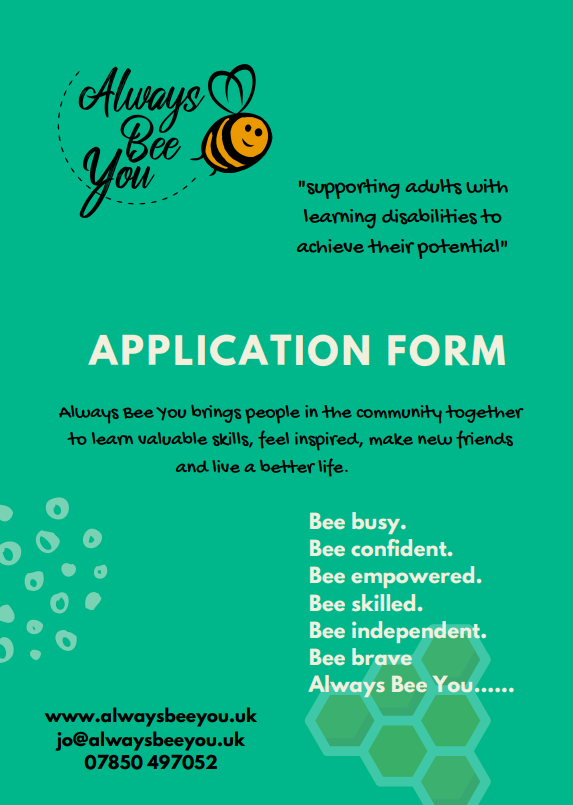 Always
Bee
You
"supporting adults with
learning disabilities to
achieve their potential"
APPLICATION FORM
Always Bee You brings people in the community together
to learn valuable skills, feel inspired, make new friends
and live a better life.
Bee busy.
Bee confident.
Bee empowered.
Bee skilled.
Bee independent.
Bee brave
Always Bee You......
www.alwaysbeeyou.uk
jo@alwaysbeeyou.uk
07850 497052